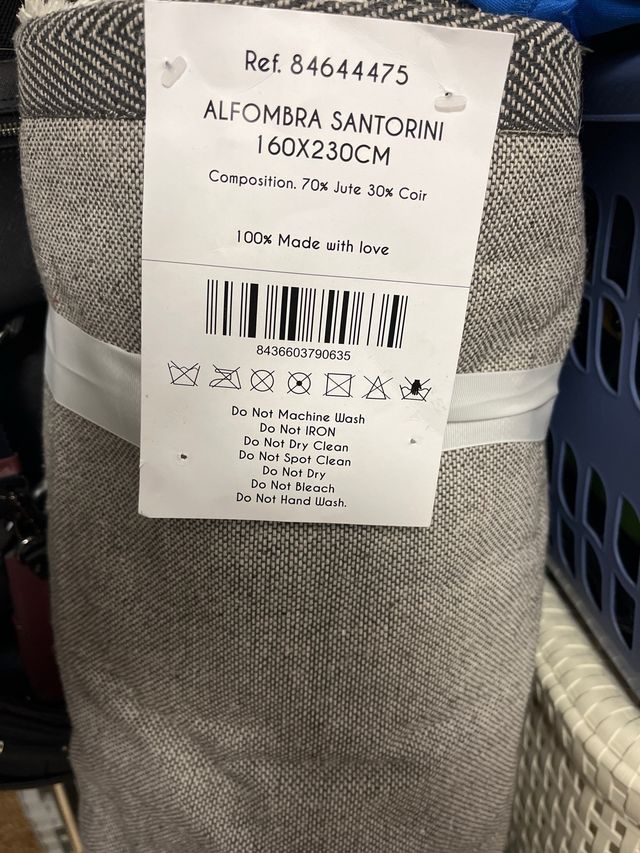 Ref. 84644475
ALFOMBRA SANTORINI
160X230CM
Composition. 70% Jute 30% Coir
100% Made with love
8436603790635
Do Not Machine Wash
Do Not IRON
Do Not Dry Clean
Do Not Spot Clean
Do Not Dry
Do Not Bleach
Do Not Hand Wash.